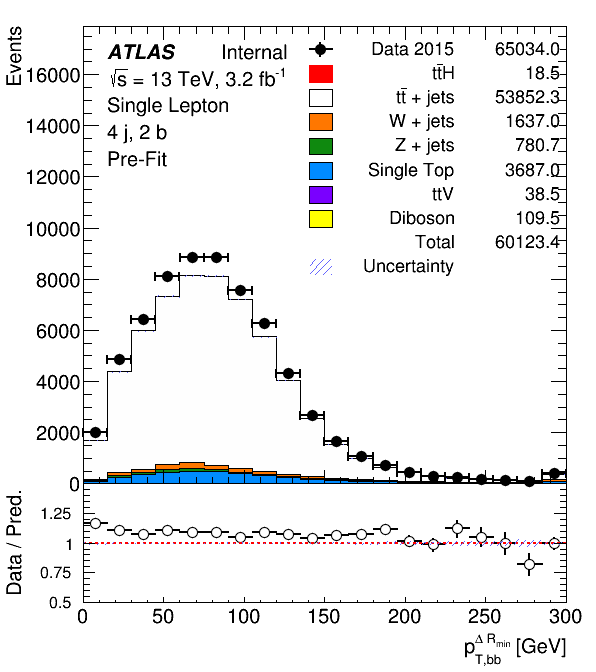 Events
ATLAS Internal
√s = 13 TeV, 3.2 fb⁻¹
Single Lepton
4 j, 2 b
Pre-Fit
Data 2015 65034.0
tt̄H 18.5
tt̄ + jets 53852.3
W + jets 1637.0
Z + jets 780.7
Single Top 3687.0
ttV 38.5
Diboson 109.5
Total 60123.4
Uncertainty
16000
14000
12000
10000
8000
6000
4000
2000
0
Data / Pred.
1.25
1
0.75
0.5
0 50 100 150 200 250 300
p_{T,bb}^{Δ R_{min}} [GeV]